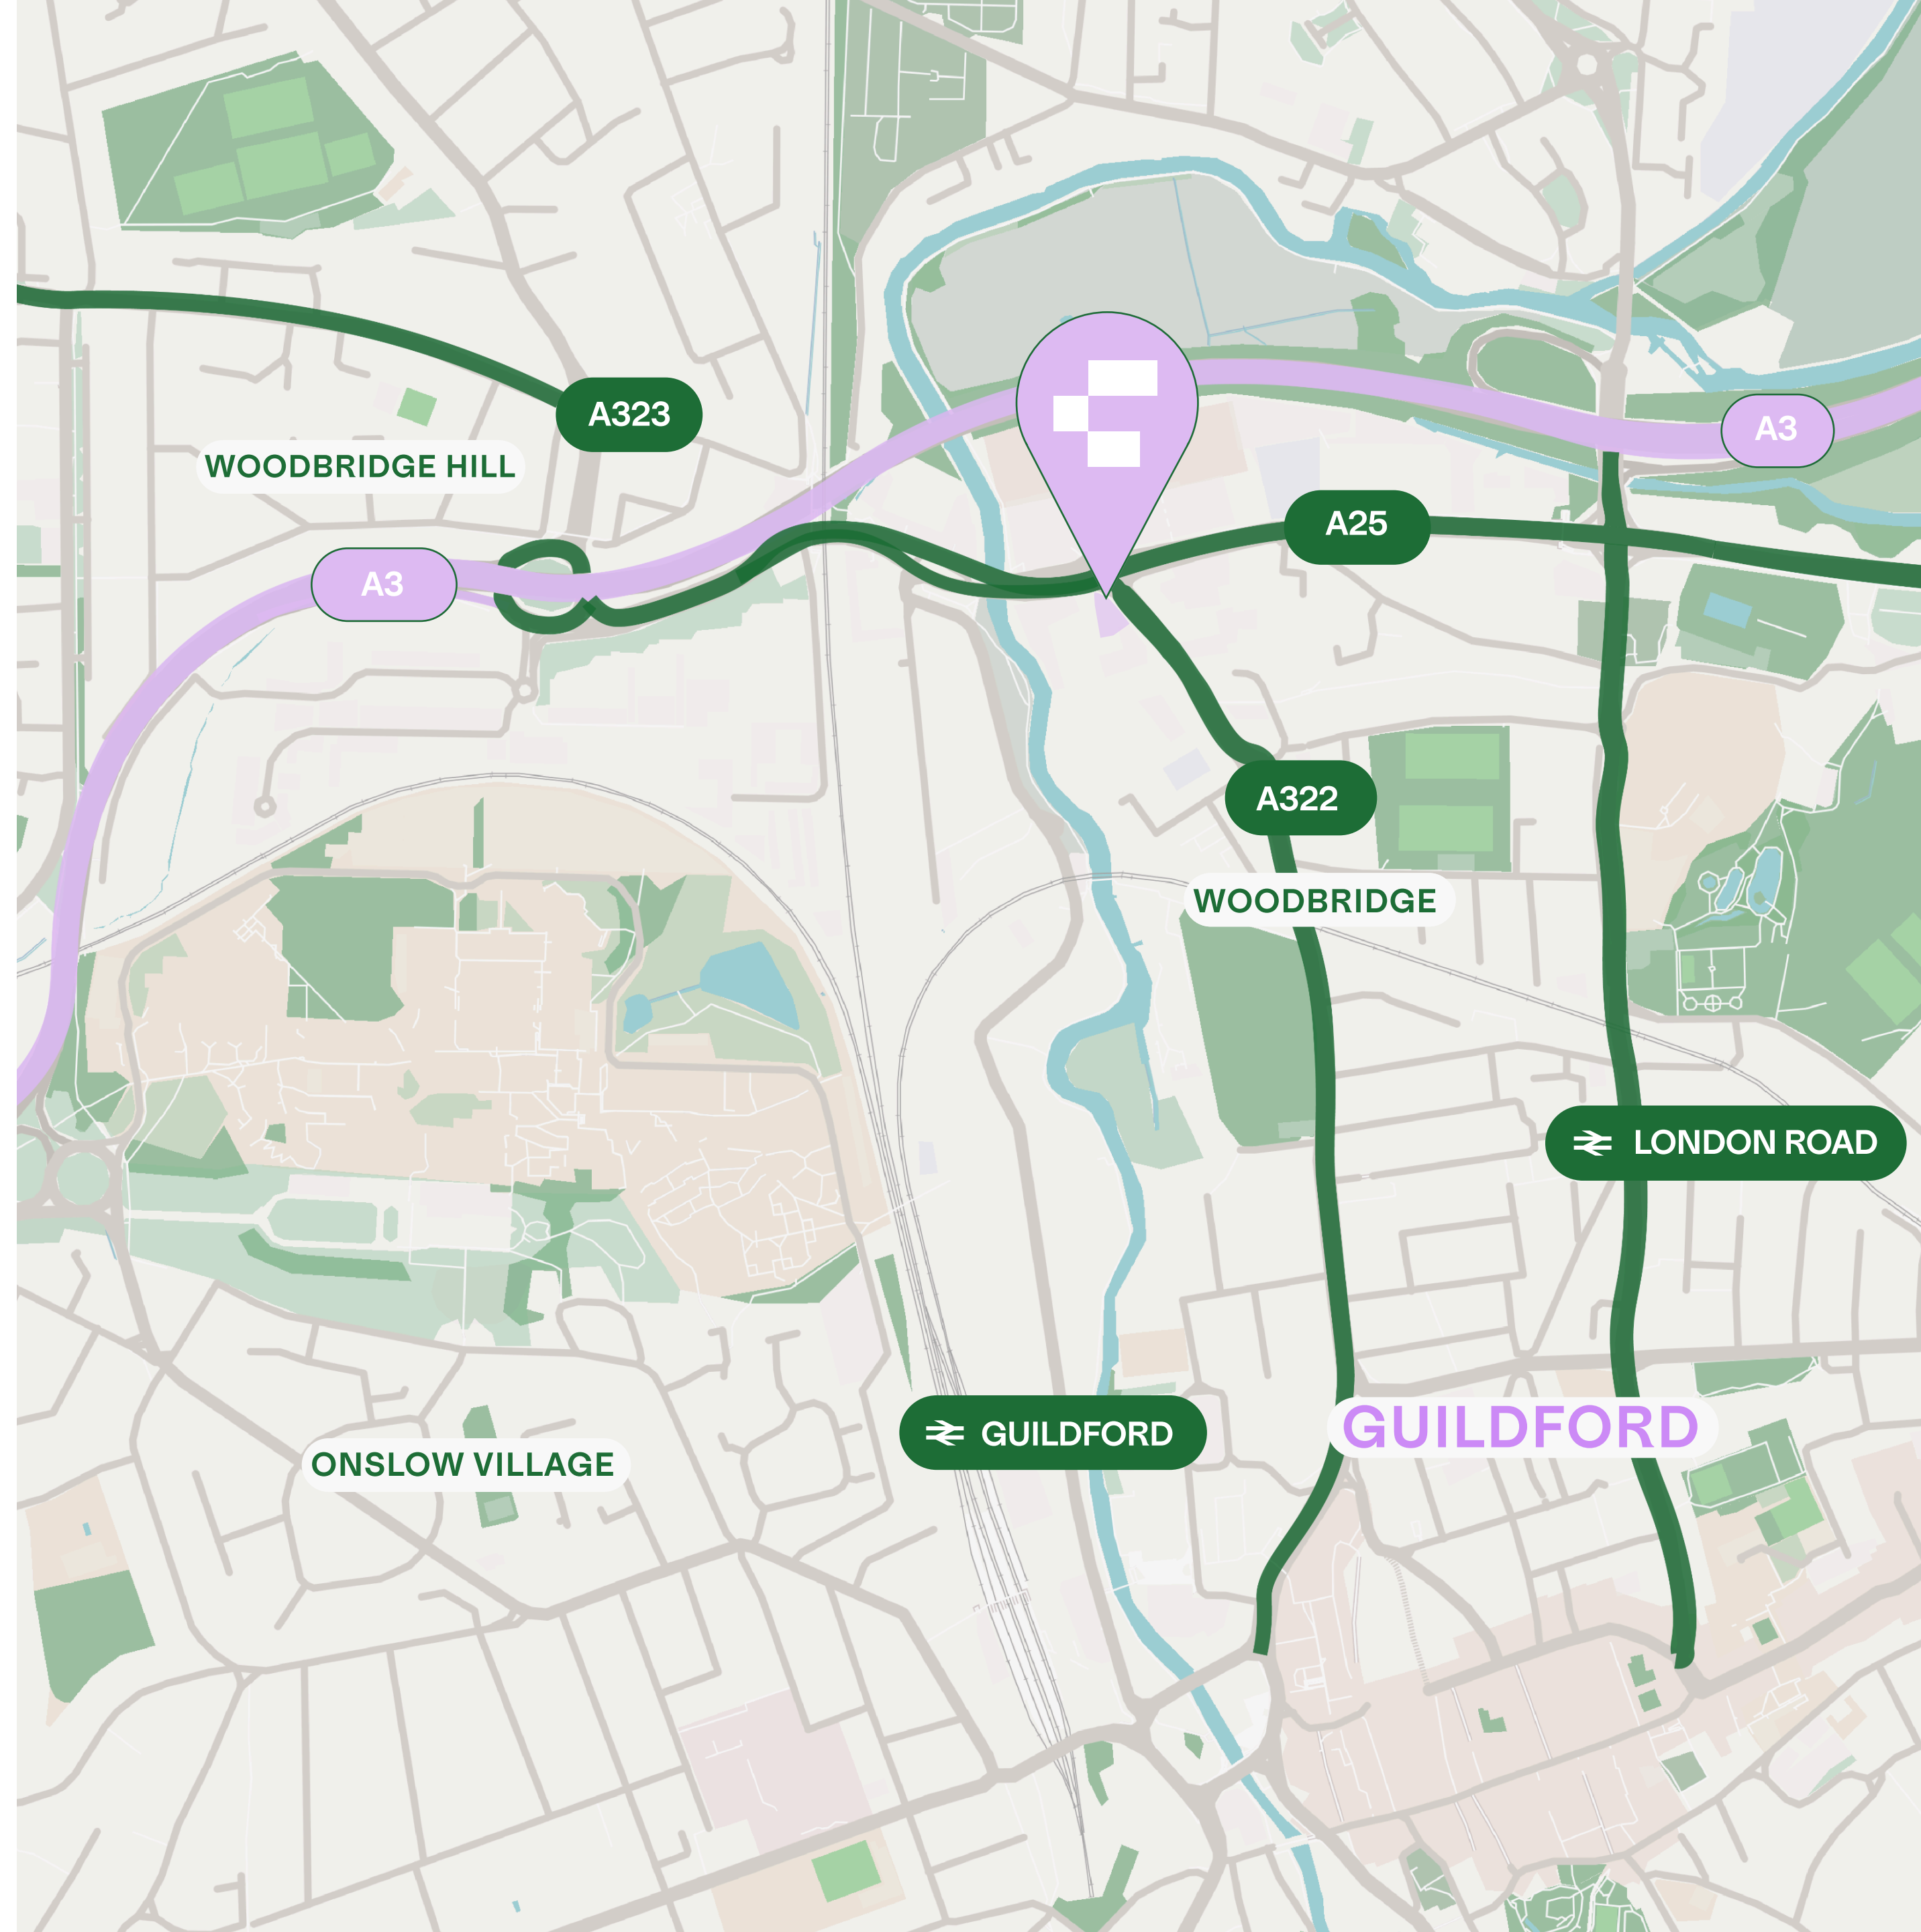 A323
A3
WOODBRIDGE HILL
A25
A3
A322
WOODBRIDGE
LONDON ROAD
GUILDFORD
GUILDFORD
ONSLOW VILLAGE